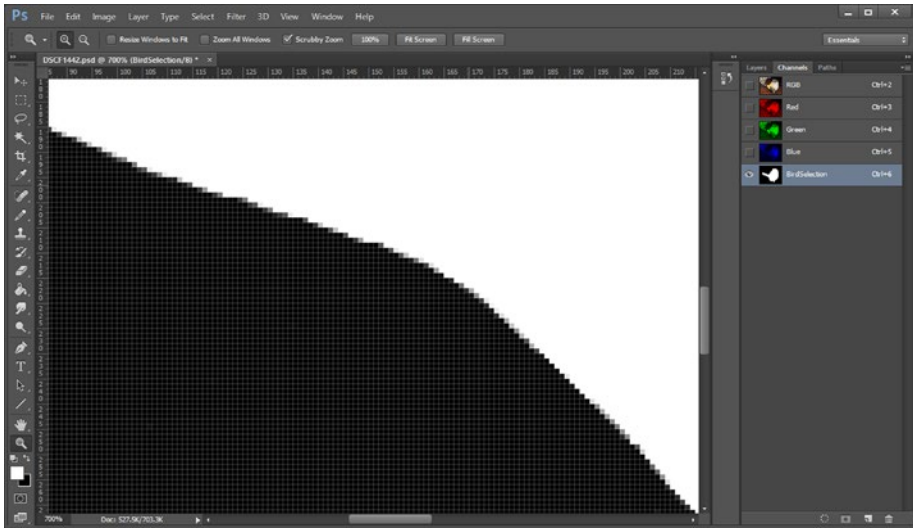 Ps File Edit Image Layer Type Select Filter 3D View Window Help
Resize Windows to Fit Zoom All Windows Scrubby Zoom 100% Fit Screen Fill Screen Essentials
DSCF1442.psd @ 700% (BirdSelection/8) * ×
90 95 100 105 110 115 120 125 130 135 140 145 150 155 160 165 170 175 180 185 190 195 200 205 210
Layers Channels Paths
RGB Ctrl+2
Red Ctrl+3
Green Ctrl+4
Blue Ctrl+5
BirdSelection Ctrl+6
700% Doc: 527.9K/703.3K